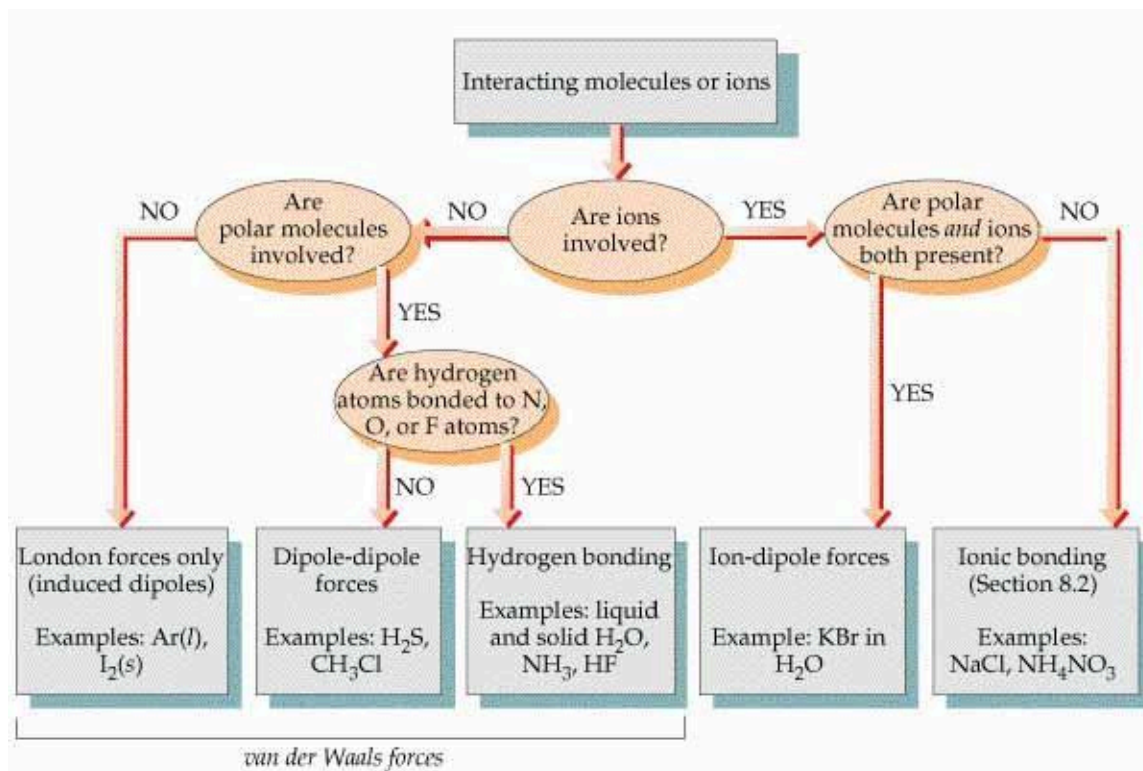 Interacting molecules or ions
NO
Are
polar molecules
involved?
NO
Are ions
involved?
YES
Are polar
molecules and ions
both present?
NO
YES
Are hydrogen
atoms bonded to N,
O, or F atoms?
YES
NO
YES
London forces only
(induced dipoles)
Examples: Ar(l),
I₂(s)
Dipole-dipole
forces
Examples: H₂S,
CH₃Cl
Hydrogen bonding
Examples: liquid
and solid H₂O,
NH₃, HF
Ion-dipole forces
Example: KBr in
H₂O
Ionic bonding
(Section 8.2)
Examples:
NaCl, NH₄NO₃
van der Waals forces